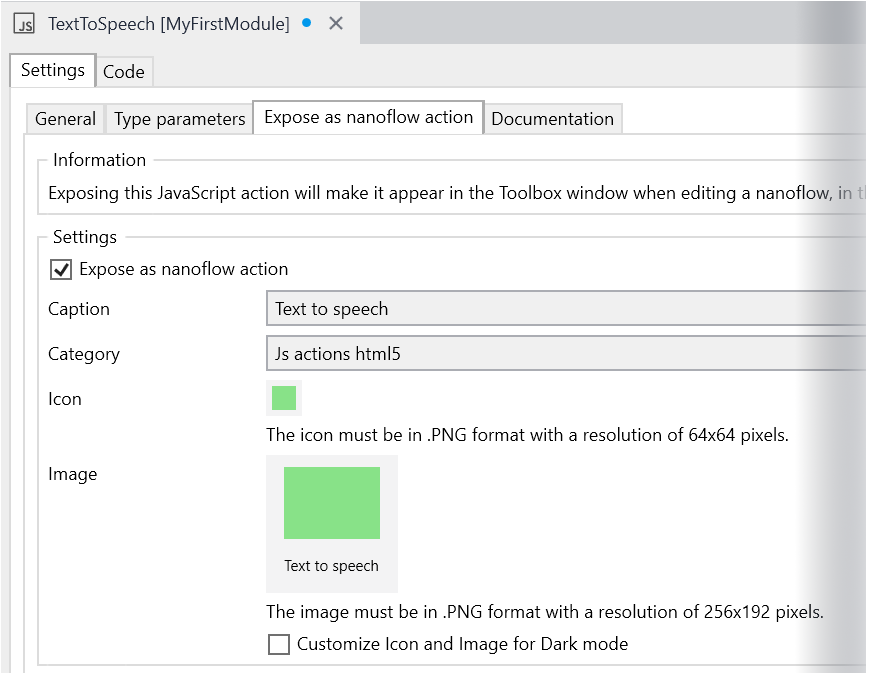 JS TextToSpeech [MyFirstModule]
Settings Code
General Type parameters Expose as nanoflow action Documentation
Information
Exposing this JavaScript action will make it appear in the Toolbox window when editing a nanoflow, in
Settings
Expose as nanoflow action
Caption Text to speech
Category Js actions html5
Icon
The icon must be in .PNG format with a resolution of 64x64 pixels.
Image
Text to speech
The image must be in .PNG format with a resolution of 256x192 pixels.
Customize Icon and Image for Dark mode